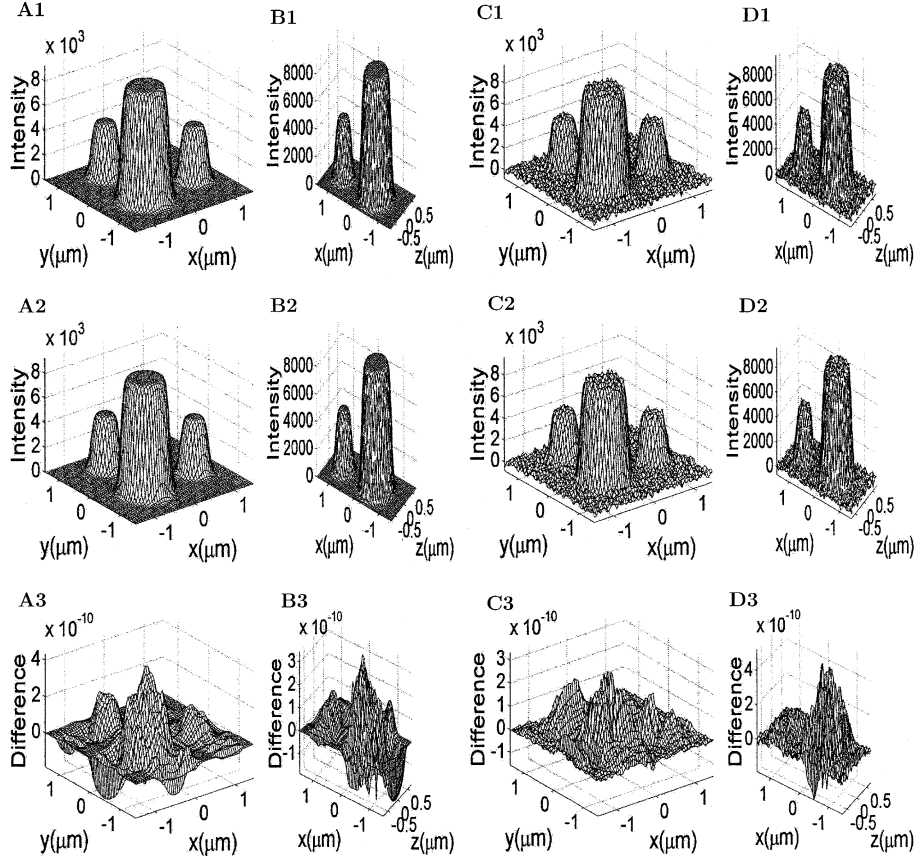 A1
B1
C1
D1
x 10³
8
6
4
2
0
Intensity
1
0
-1
y(μm)
-1
0
1
x(μm)
8000
6000
4000
2000
0
Intensity
1
0
-1
x(μm)
-0.5
0
0.5
z(μm)
x 10³
8
6
4
2
0
Intensity
1
0
-1
y(μm)
-1
0
1
x(μm)
8000
6000
4000
2000
0
Intensity
1
0
-1
x(μm)
-0.5
0
0.5
z(μm)
A2
B2
C2
D2
x 10³
8
6
4
2
0
Intensity
1
0
-1
y(μm)
-1
0
1
x(μm)
8000
6000
4000
2000
0
Intensity
1
0
-1
x(μm)
-0.5
0
0.5
z(μm)
x 10³
8
6
4
2
0
Intensity
1
0
-1
y(μm)
-1
0
1
x(μm)
8000
6000
4000
2000
0
Intensity
1
0
-1
x(μm)
-0.5
0
0.5
z(μm)
A3
B3
C3
D3
x 10⁻¹⁰
4
2
0
Difference
1
0
-1
y(μm)
-1
0
1
x(μm)
x 10⁻¹⁰
3
2
1
0
-1
Difference
1
0
-1
x(μm)
-0.5
0
0.5
z(μm)
x 10⁻¹⁰
3
2
1
0
-1
Difference
1
0
-1
y(μm)
-1
0
1
x(μm)
x 10⁻¹⁰
4
2
0
Difference
1
0
-1
x(μm)
-0.5
0
0.5
z(μm)